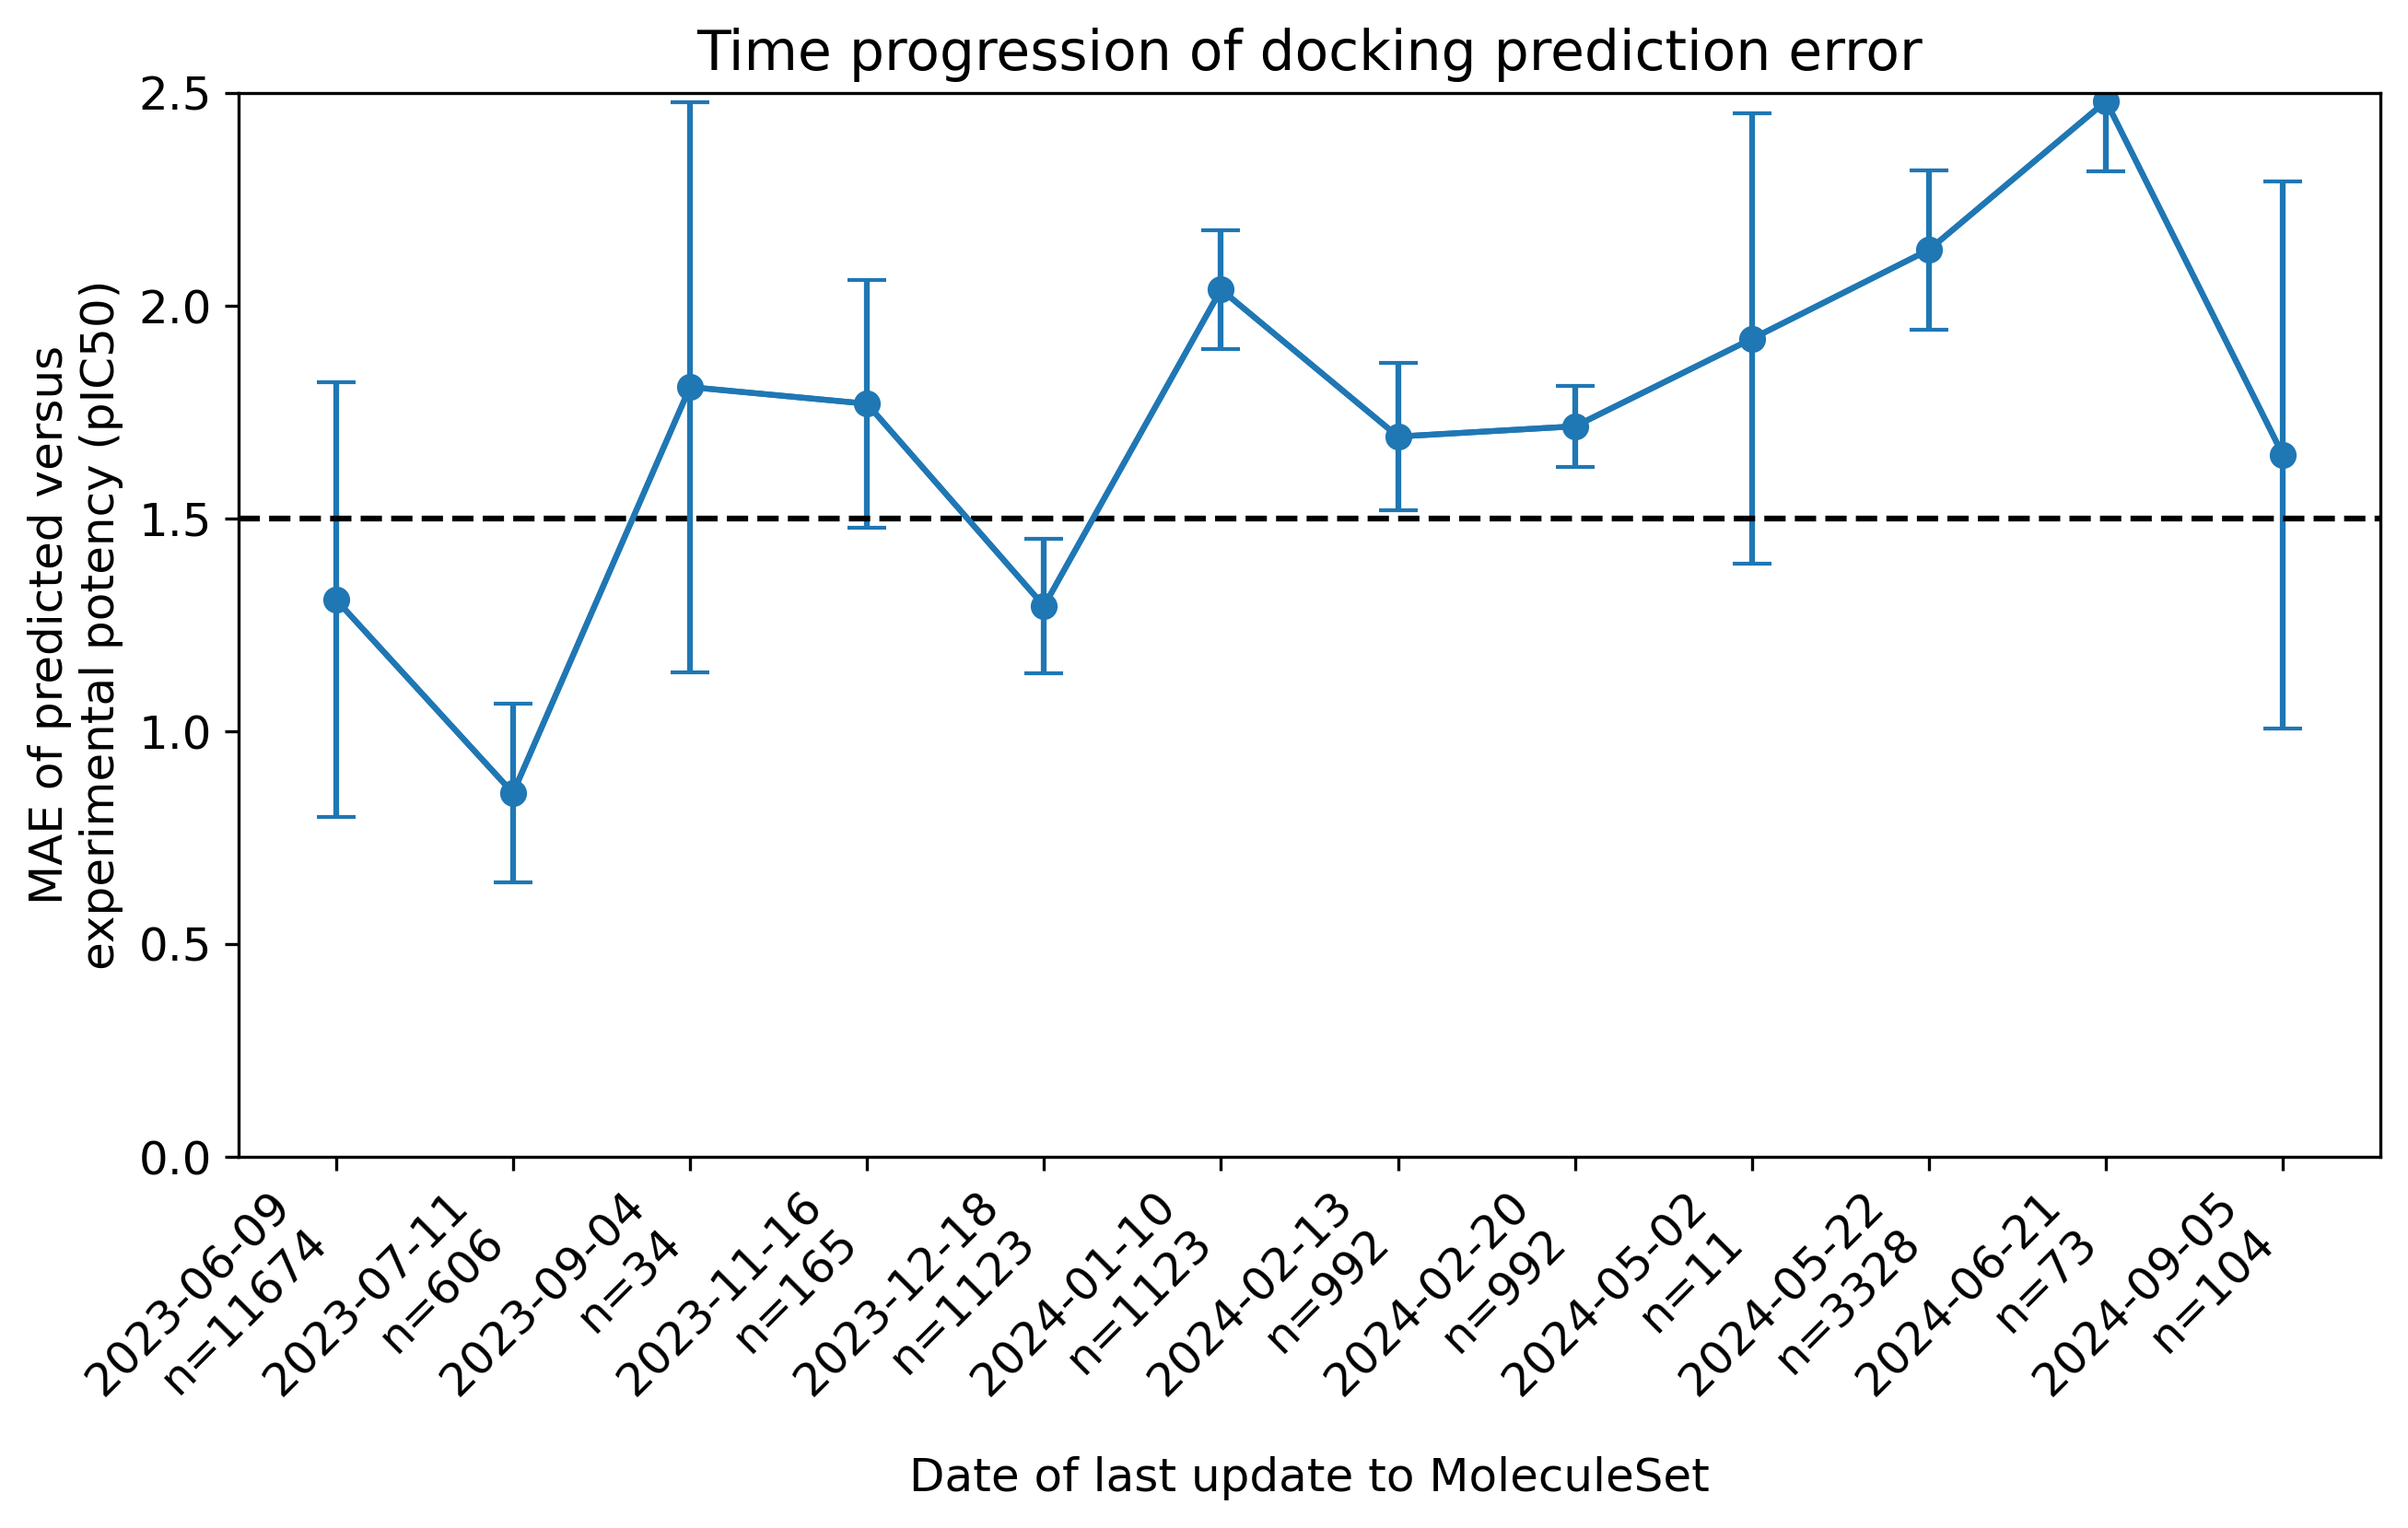 Time progression of docking prediction error
MAE of predicted versus
experimental potency (pIC50)
2.5
2.0
1.5
1.0
0.5
0.0
2023-06-09
n=11674
2023-07-11
n=606
2023-09-04
n=34
2023-11-16
n=165
2023-12-18
n=1123
2024-01-10
n=1123
2024-02-13
n=992
2024-02-20
n=992
2024-05-02
n=11
2024-05-22
n=3328
2024-06-21
n=73
2024-09-05
n=104
Date of last update to MoleculeSet